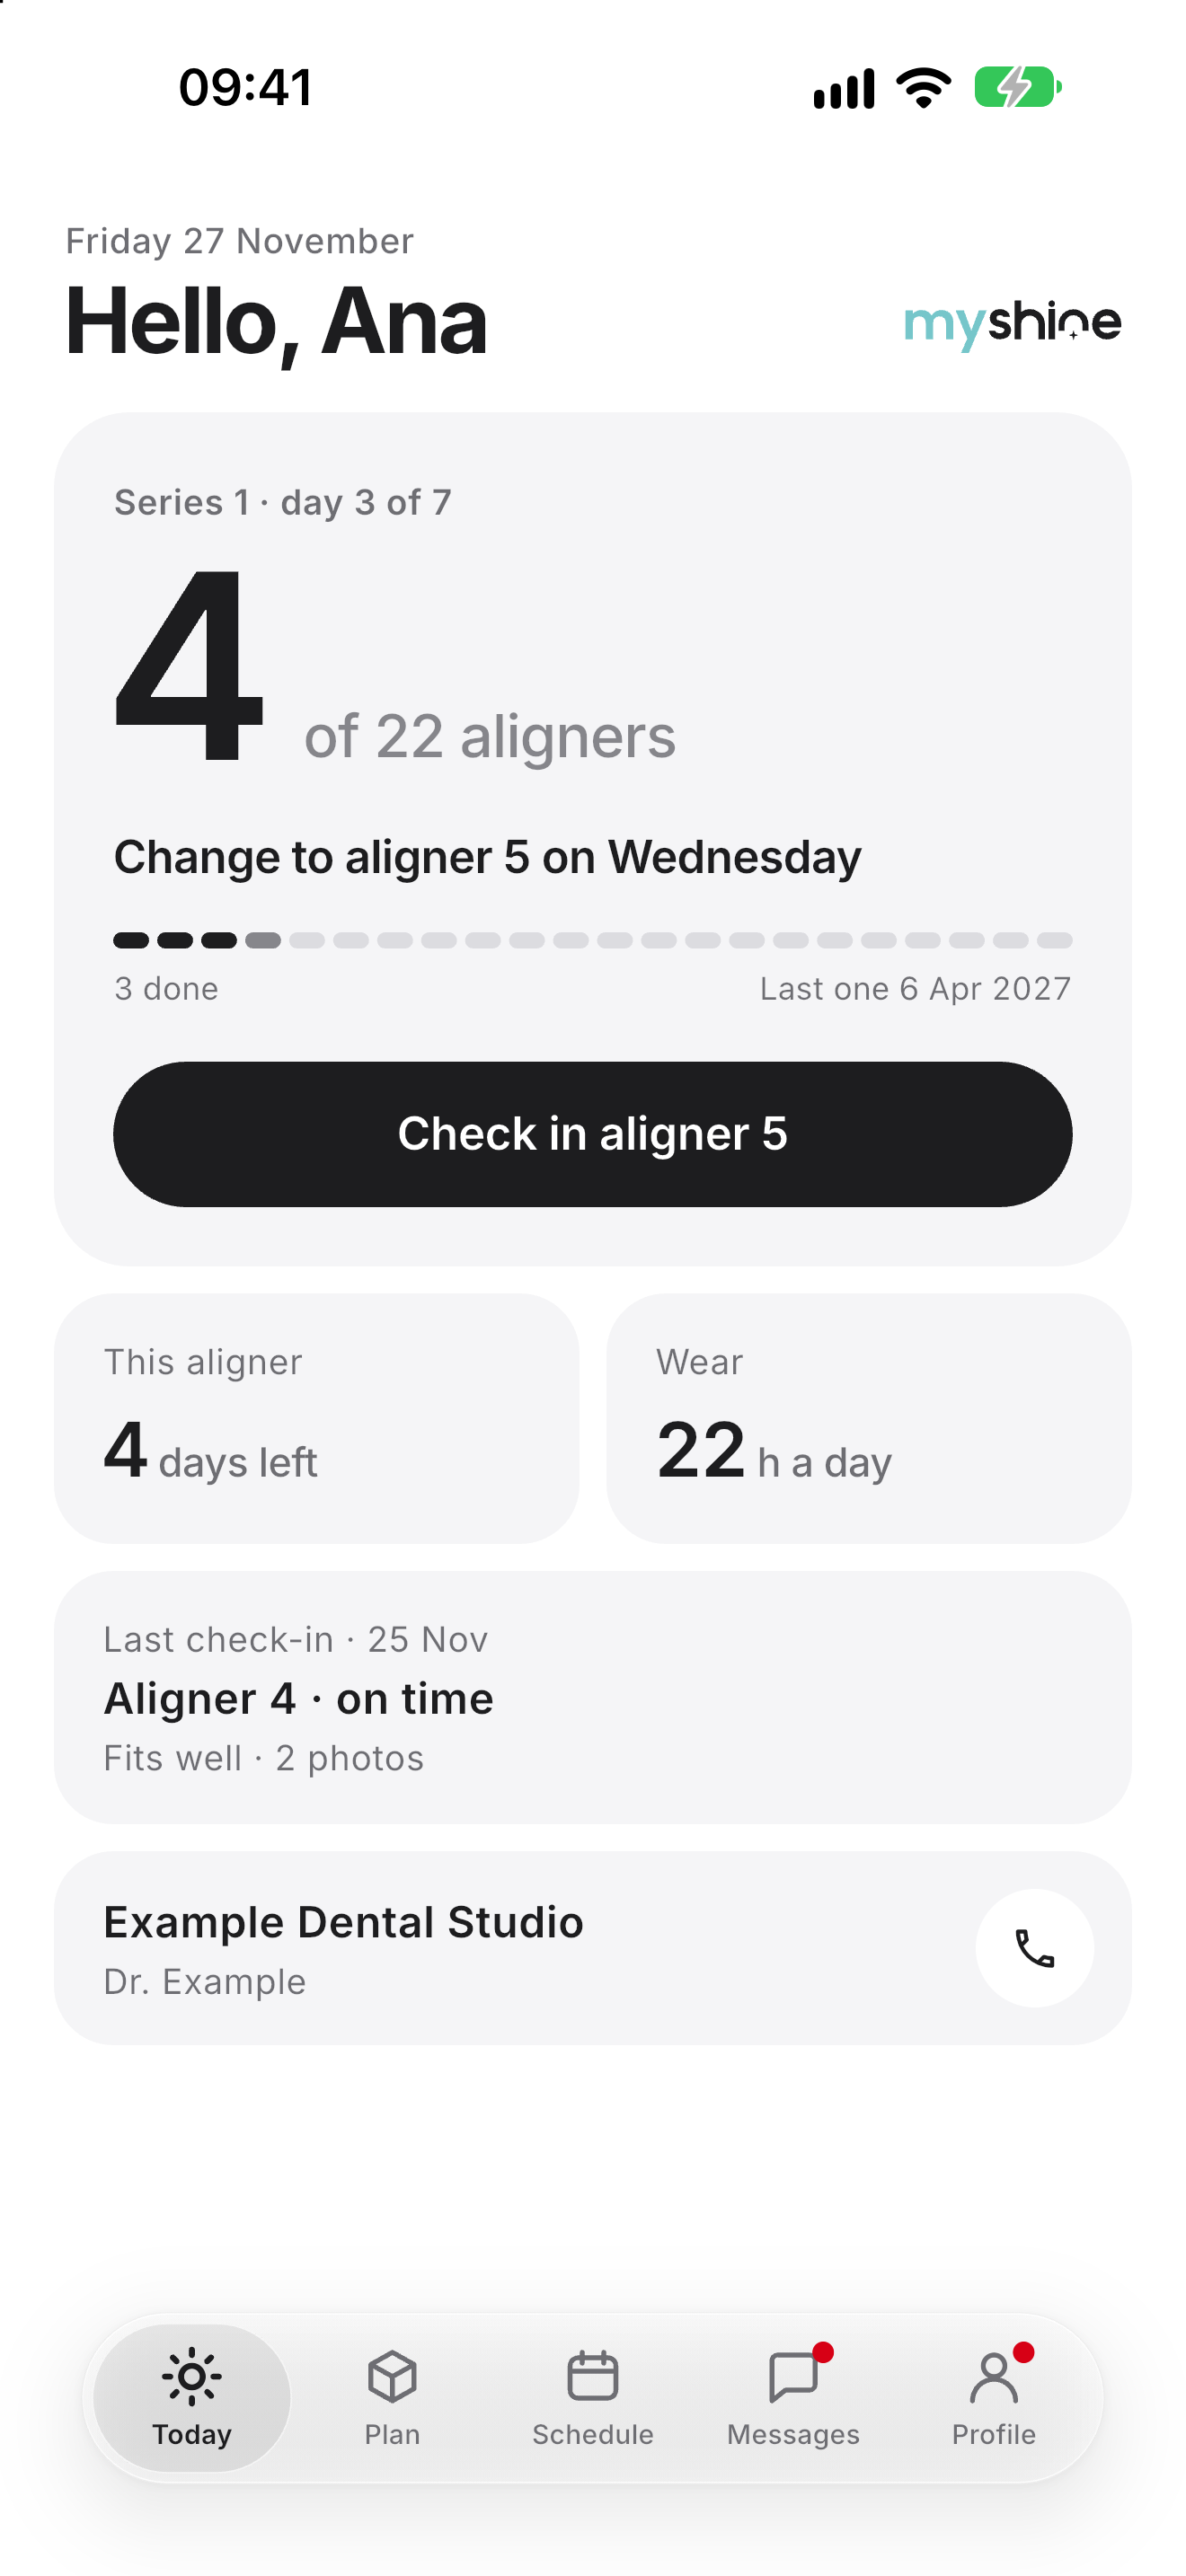 09:41
Friday 27 November
Hello, Ana
myshine
Series 1 · day 3 of 7
4 of 22 aligners
Change to aligner 5 on Wednesday
3 done
Last one 6 Apr 2027
Check in aligner 5
This aligner
4 days left
Wear
22 h a day
Last check-in · 25 Nov
Aligner 4 · on time
Fits well · 2 photos
Example Dental Studio
Dr. Example
Today
Plan
Schedule
Messages
Profile